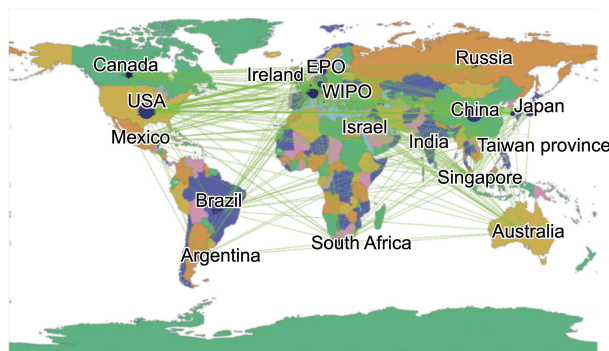 Canada
Russia
Ireland
EPO
WIPO
USA
China
Japan
Mexico
Israel
India
Taiwan province
Singapore
Brazil
South Africa
Australia
Argentina